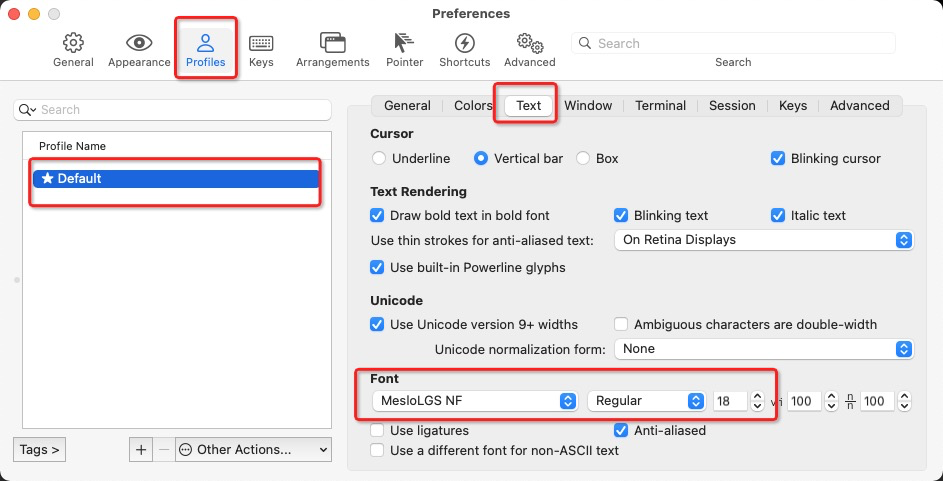 Preferences
General Appearance Profiles Keys Arrangements Pointer Shortcuts Advanced Search
Search
Search
General Colors Text Window Terminal Session Keys Advanced
Profile Name
Default
Tags >
+ − Other Actions...
Cursor
Underline Vertical bar Box Blinking cursor
Text Rendering
Draw bold text in bold font Blinking text Italic text
Use thin strokes for anti-aliased text: On Retina Displays
Use built-in Powerline glyphs
Unicode
Use Unicode version 9+ widths Ambiguous characters are double-width
Unicode normalization form: None
Font
MesloLGS NF Regular 18 100 n/n 100
Use ligatures Anti-aliased
Use a different font for non-ASCII text